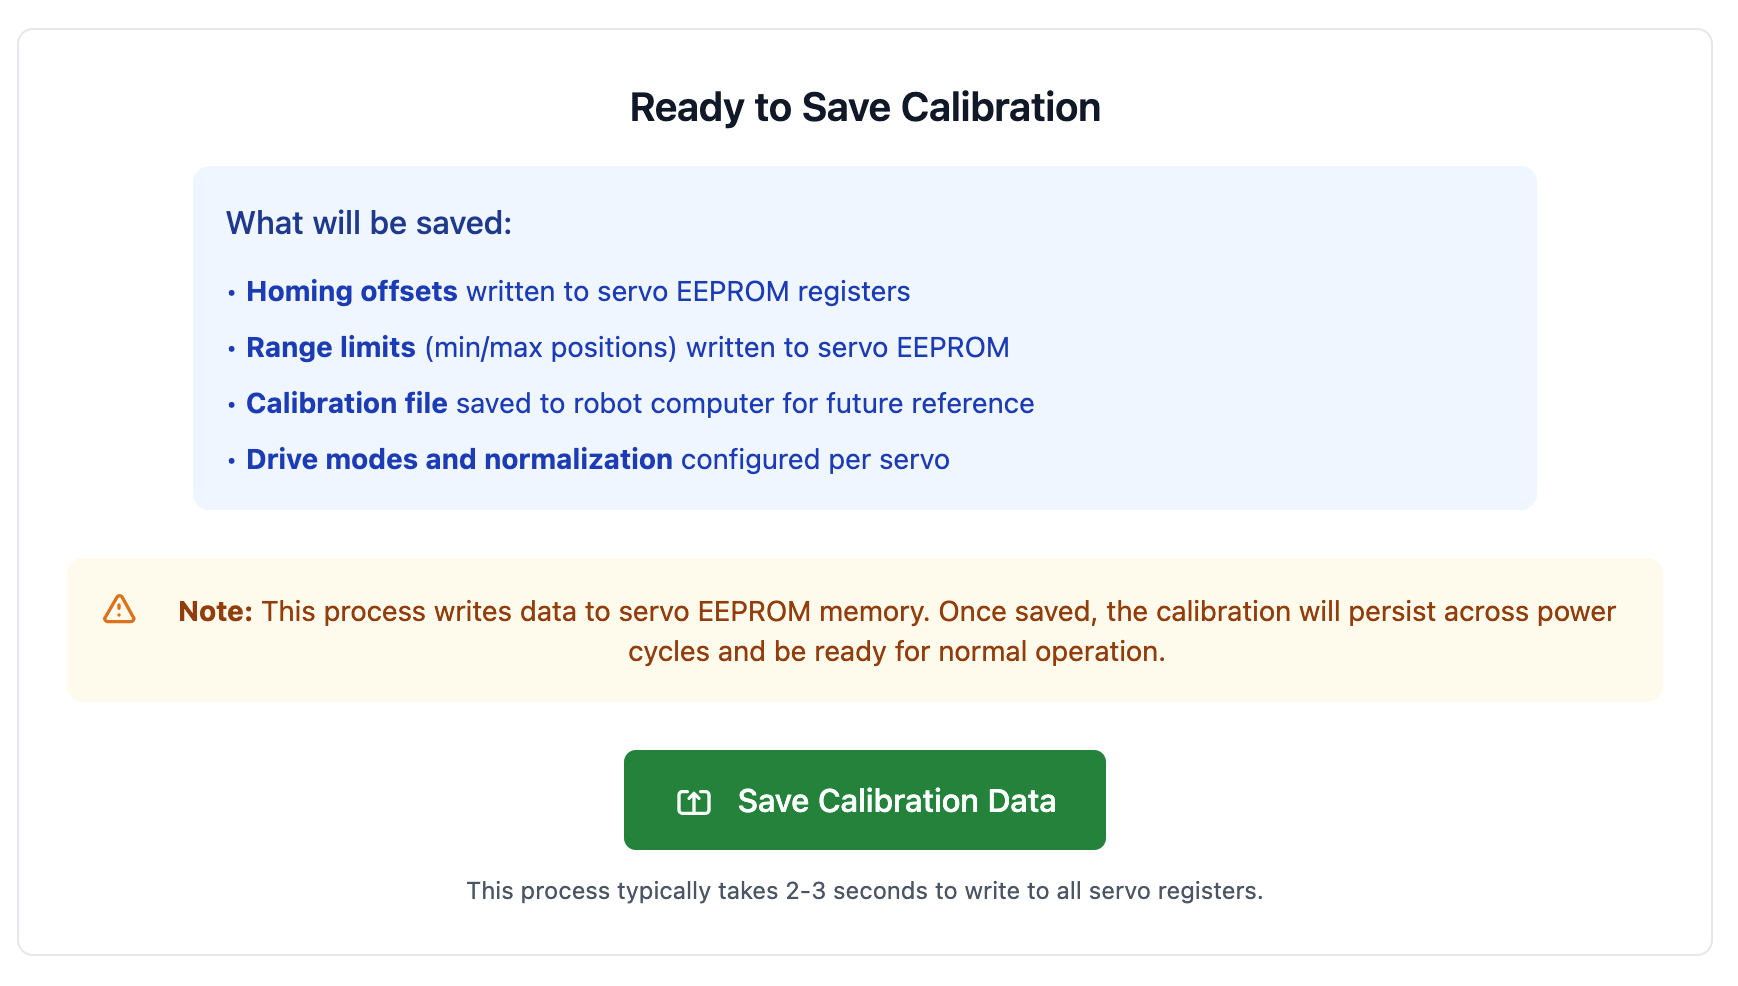 Ready to Save Calibration
What will be saved:
• Homing offsets written to servo EEPROM registers
• Range limits (min/max positions) written to servo EEPROM
• Calibration file saved to robot computer for future reference
• Drive modes and normalization configured per servo
Note: This process writes data to servo EEPROM memory. Once saved, the calibration will persist across power
cycles and be ready for normal operation.
Save Calibration Data
This process typically takes 2-3 seconds to write to all servo registers.